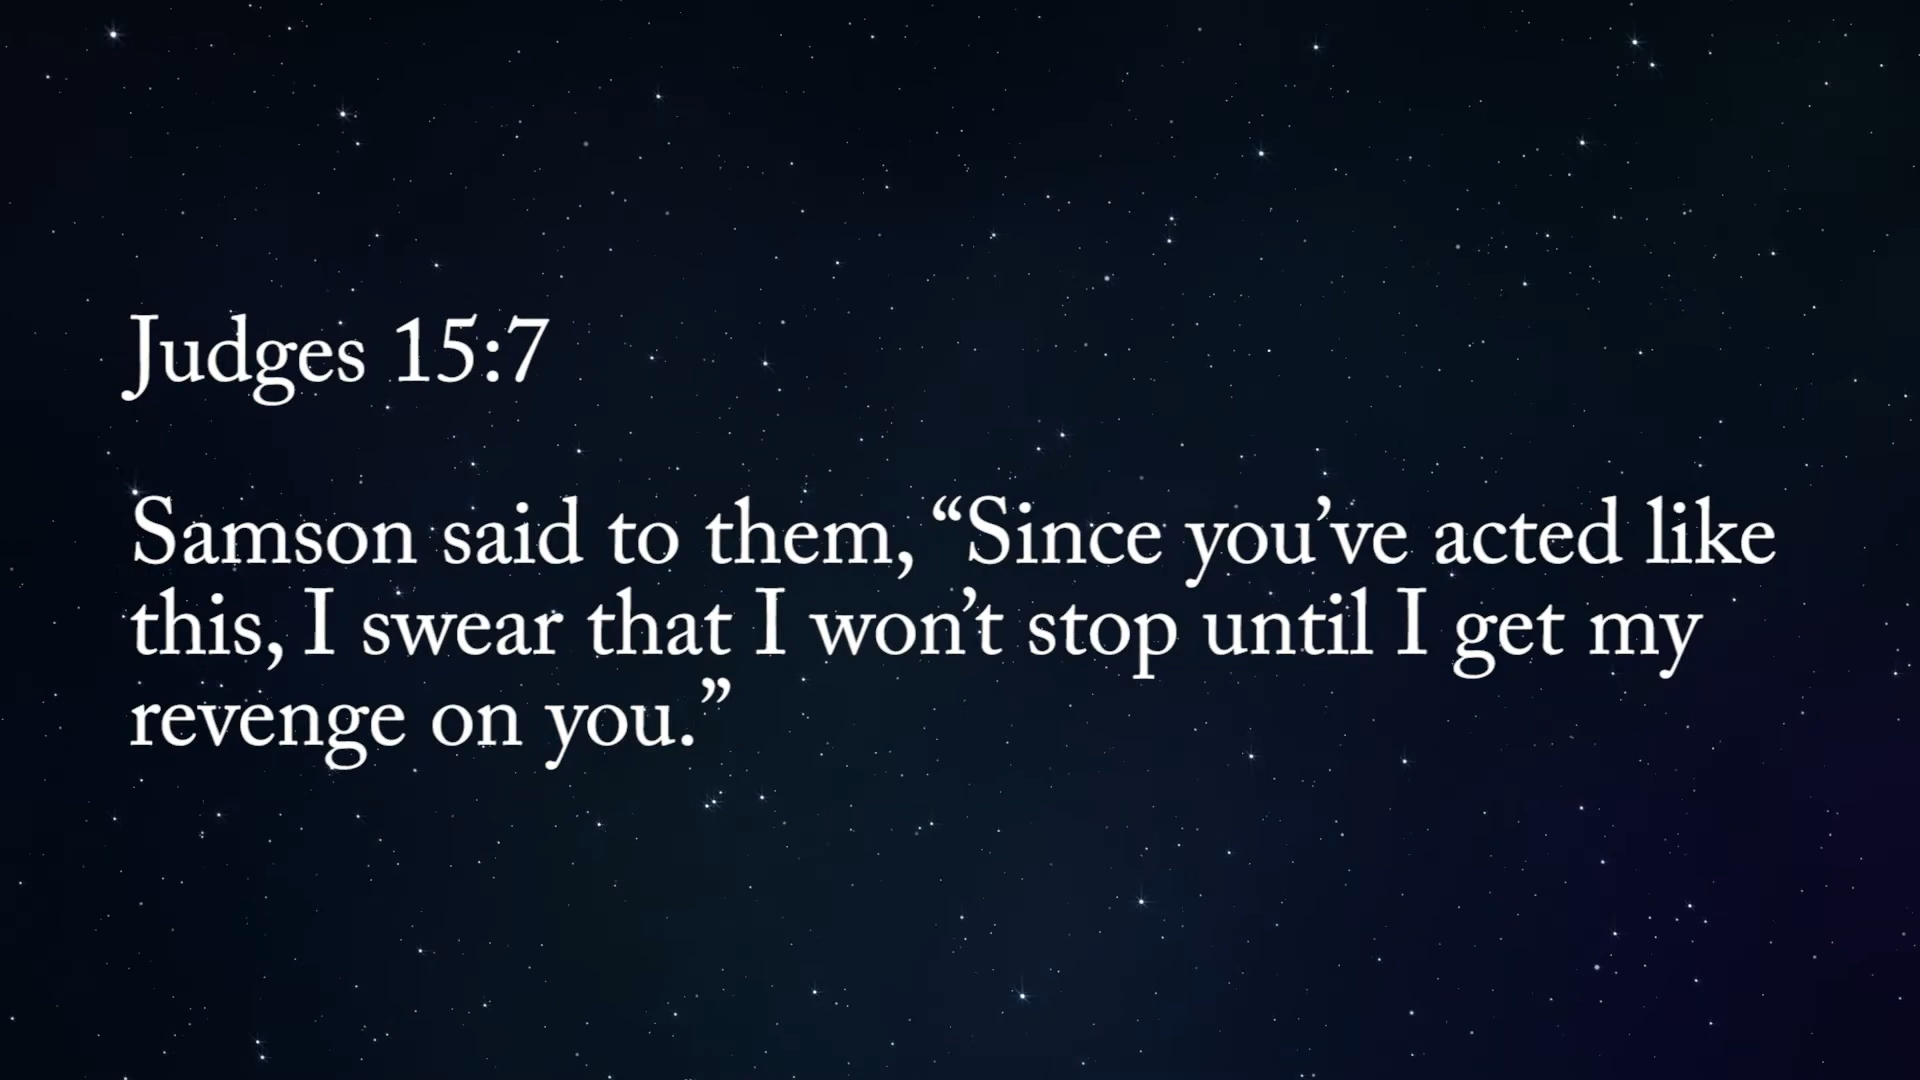 Judges 15:7
Samson said to them, “Since you’ve acted like
this, I swear that I won’t stop until I get my
revenge on you.”